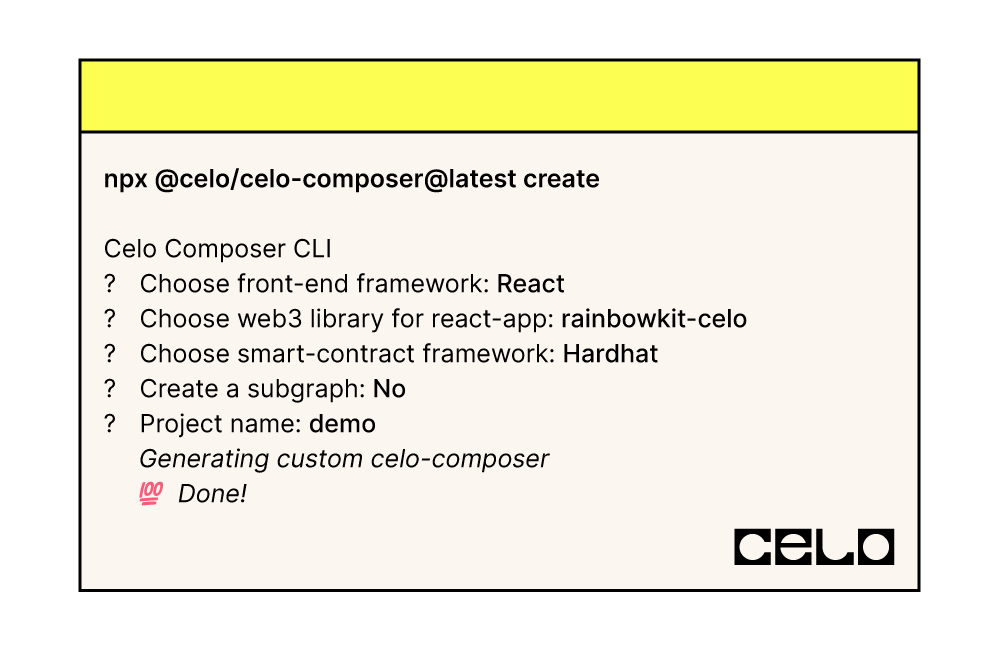 npx @celo/celo-composer@latest create
Celo Composer CLI
? Choose front-end framework: React
? Choose web3 library for react-app: rainbowkit-celo
? Choose smart-contract framework: Hardhat
? Create a subgraph: No
? Project name: demo
Generating custom celo-composer
💯 Done!
CELO